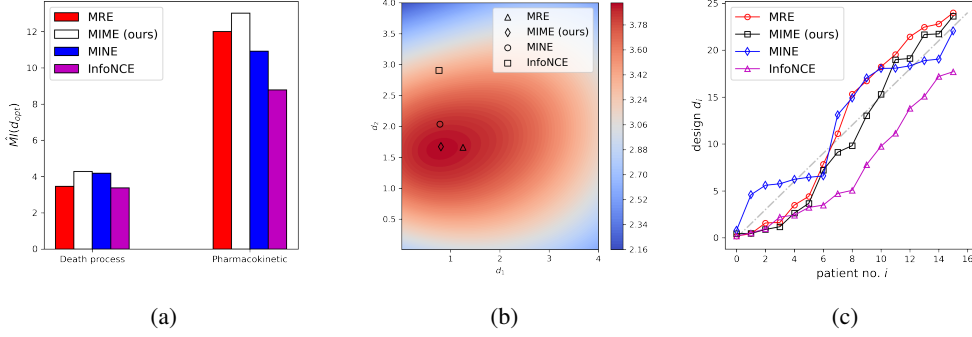 MRE
MIME (ours)
MINE
InfoNCE
12
10
8
6
4
2
0
M̂I(d_opt)
Death process
Pharmacokinetic
(a)
MRE
MIME (ours)
MINE
InfoNCE
4.0
3.5
3.0
2.5
2.0
1.5
1.0
0.5
d₂
1
2
3
4
d₁
3.78
3.60
3.42
3.24
3.06
2.88
2.70
2.52
2.34
2.16
(b)
MRE
MIME (ours)
MINE
InfoNCE
25
20
15
10
5
0
design dᵢ
0
2
4
6
8
10
12
14
16
patient no. i
(c)